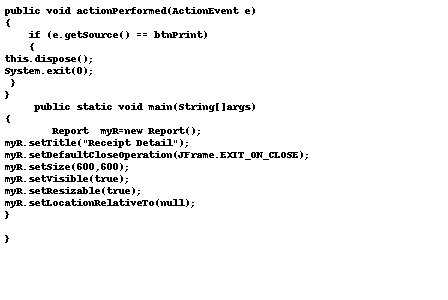 public void actionPerformed(ActionEvent e)
{
    if (e.getSource() == btnPrint)
    {
this.dispose();
System.exit(0);
 }
}
     public static void main(String[]args)
{
        Report  myR=new Report();
myR.setTitle("Receipt Detail");
myR.setDefaultCloseOperation(JFrame.EXIT_ON_CLOSE);
myR.setSize(600,600);
myR.setVisible(true);
myR.setResizable(true);
myR.setLocationRelativeTo(null);
}
}